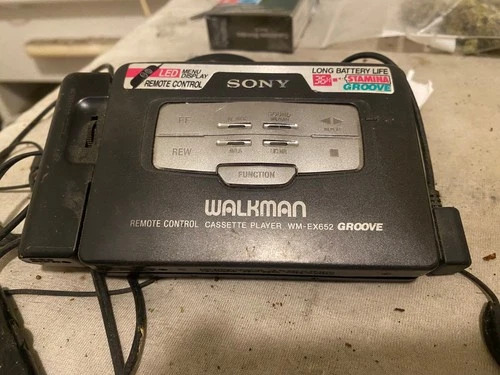 LED MENU DISPLAY
REMOTE CONTROL
SONY
LONG BATTERY LIFE
STAMINA
GROOVE
FF
REW
FUNCTION
WALKMAN
REMOTE CONTROL CASSETTE PLAYER WM-EX652 GROOVE